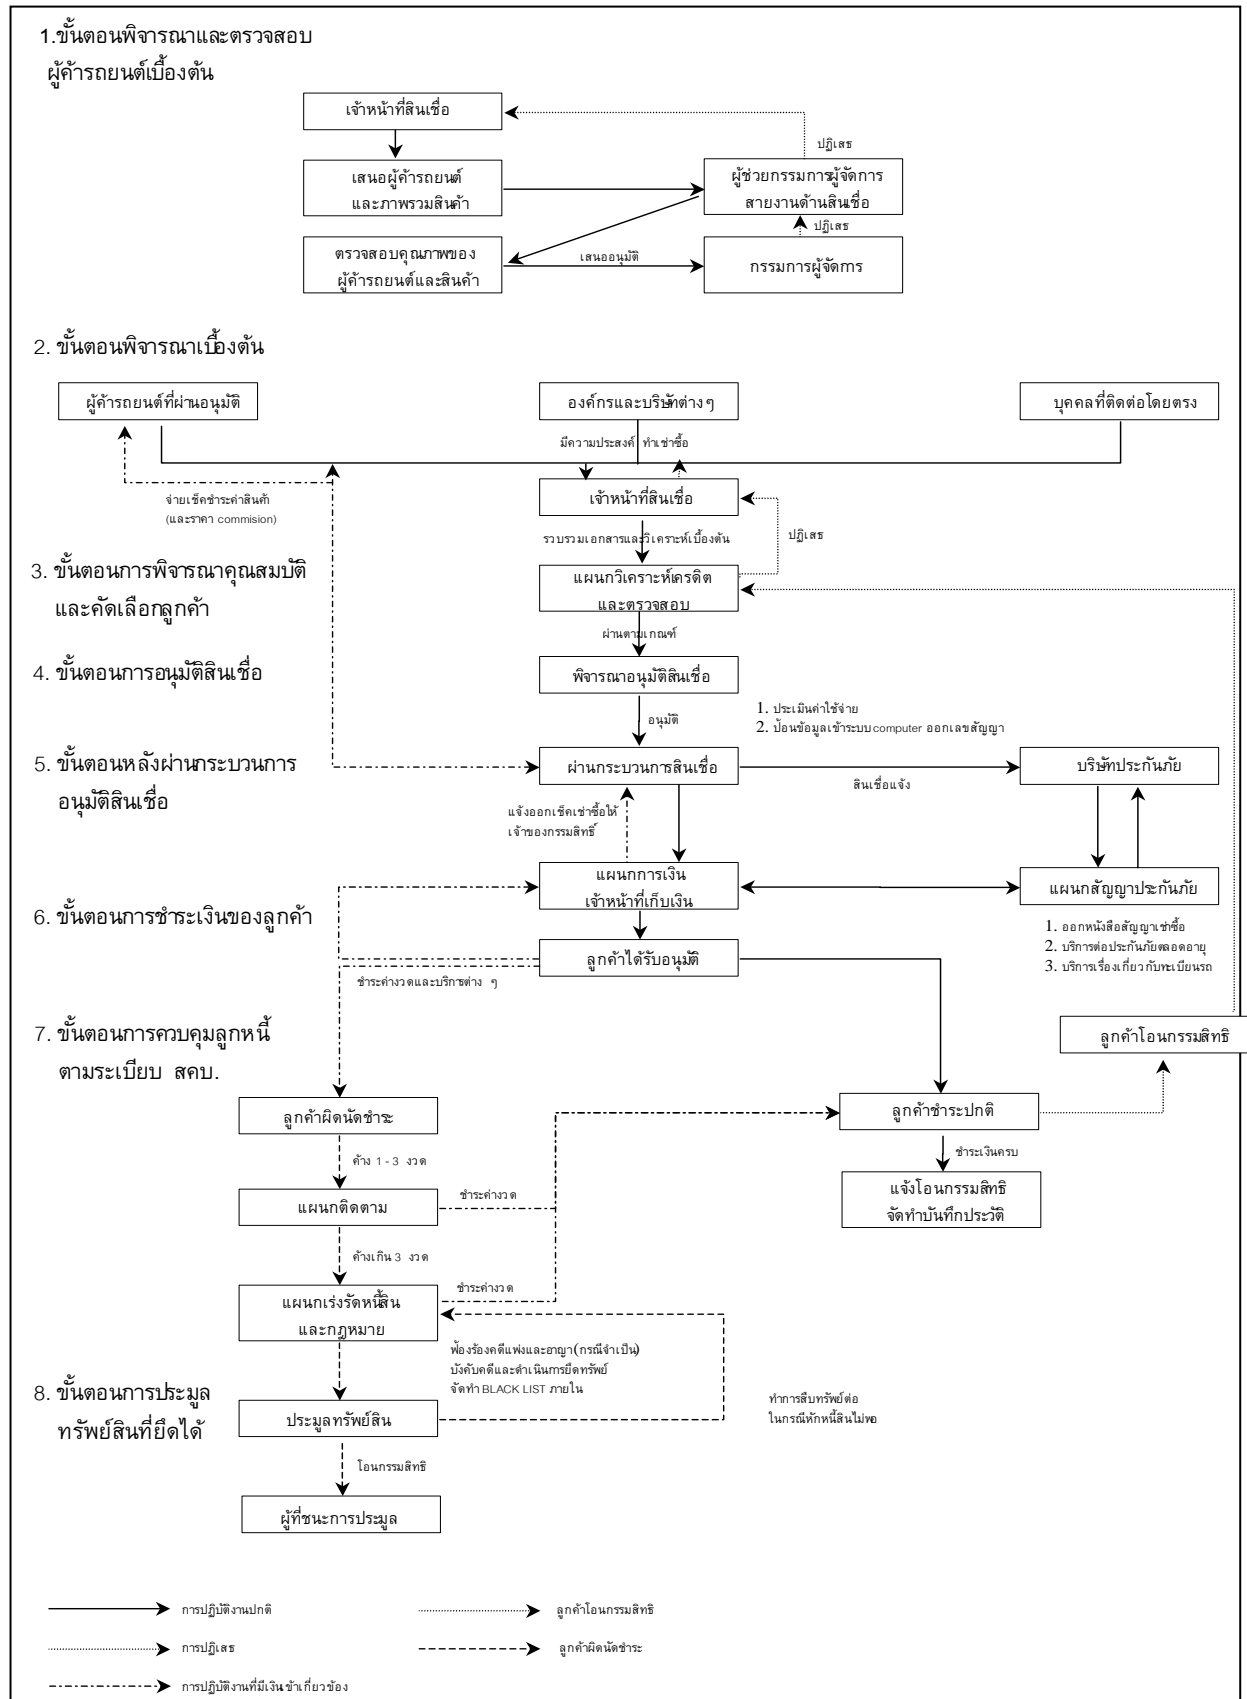 1.ขั้นตอนพิจารณาและตรวจสอบ
ผู้ค้ารถยนต์เบื้องต้น
เจ้าหน้าที่สินเชื่อ
ปฏิเสธ
เสนอผู้ค้ารถยนต์
และภาพรวมสินค้า
ผู้ช่วยกรรมการผู้จัดการ
สายงานด้านสินเชื่อ
ปฏิเสธ
ตรวจสอบคุณภาพของ
ผู้ค้ารถยนต์และสินค้า
เสนออนุมัติ
กรรมการผู้จัดการ
2. ขั้นตอนพิจารณาเบื้องต้น
ผู้ค้ารถยนต์ที่ผ่านอนุมัติ
องค์กรและบริษัทต่าง ๆ
บุคคลที่ติดต่อโดยตรง
มีความประสงค์ ทำเช่าซื้อ
จ่ายเช็คชำระค่าสินค้า
(และราคา commision)
เจ้าหน้าที่สินเชื่อ
รวบรวมเอกสารและวิเคราะห์เบื้องต้น
ปฏิเสธ
3. ขั้นตอนการพิจารณาคุณสมบัติ
และคัดเลือกลูกค้า
แผนกวิเคราะห์เครดิต
และตรวจสอบ
ผ่านตามเกณฑ์
4. ขั้นตอนการอนุมัติสินเชื่อ
พิจารณาอนุมัติสินเชื่อ
อนุมัติ
1. ประเมินค่าใช้จ่าย
2. ป้อนข้อมูลเข้าระบบ computer ออกเลขสัญญา
5. ขั้นตอนหลังผ่านกระบวนการ
อนุมัติสินเชื่อ
ผ่านกระบวนการสินเชื่อ
สินเชื่อแจ้ง
บริษัทประกันภัย
แจ้งออกเช็คเช่าซื้อให้
เจ้าของกรรมสิทธิ์
แผนกการเงิน
เจ้าหน้าที่เก็บเงิน
แผนกสัญญาประกันภัย
6. ขั้นตอนการชำระเงินของลูกค้า
1. ออกหนังสือสัญญาเช่าซื้อ
2. บริการต่อประกันภัยตลอดอายุ
3. บริการเรื่องเกี่ยวกับทะเบียนรถ
ลูกค้าได้รับอนุมัติ
ชำระค่างวดและบริการต่าง ๆ
7. ขั้นตอนการควบคุมลูกหนี้
ตามระเบียบ สคบ.
ลูกค้าโอนกรรมสิทธิ
ลูกค้าผิดนัดชำระ
ลูกค้าชำระปกติ
ค้าง 1 - 3 งวด
ชำระเงินครบ
แผนกติดตาม
ชำระค่างวด
แจ้งโอนกรรมสิทธิ
จัดทำบันทึกประวัติ
ค้างเกิน 3 งวด
ชำระค่างวด
แผนกเร่งรัดหนี้สิน
และกฎหมาย
ฟ้องร้องคดีแพ่งและอาญา(กรณีจำเป็น)
บังคับคดีและดำเนินการยึดทรัพย์
จัดทำ BLACK LIST ภายใน
8. ขั้นตอนการประมูล
ทรัพย์สินที่ยึดได้
ทำการสืบทรัพย์ต่อ
ในกรณีหักหนี้สินไม่พอ
ประมูลทรัพย์สิน
โอนกรรมสิทธิ
ผู้ที่ชนะการประมูล
การปฏิบัติงานปกติ
ลูกค้าโอนกรรมสิทธิ
การปฏิเสธ
ลูกค้าผิดนัดชำระ
การปฏิบัติงานที่มีเงินเข้าเกี่ยวข้อง